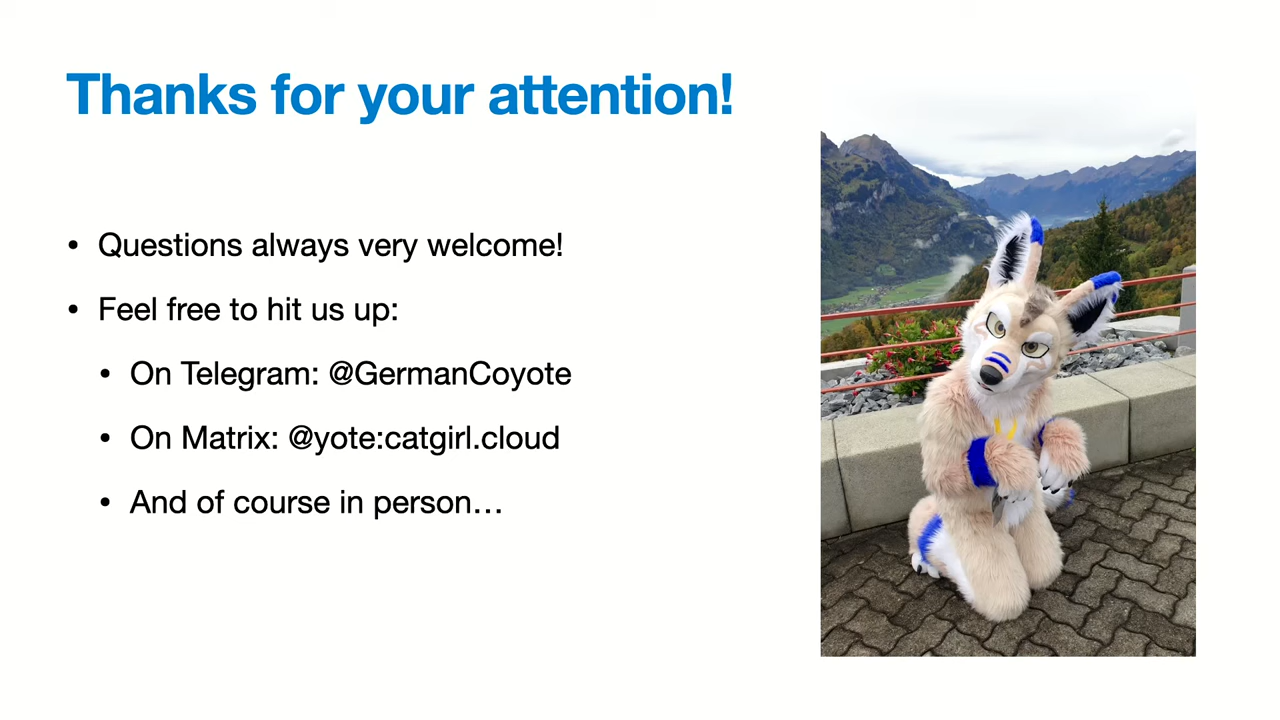 Thanks for your attention!
• Questions always very welcome!
• Feel free to hit us up:
• On Telegram: @GermanCoyote
• On Matrix: @yote:catgirl.cloud
• And of course in person…